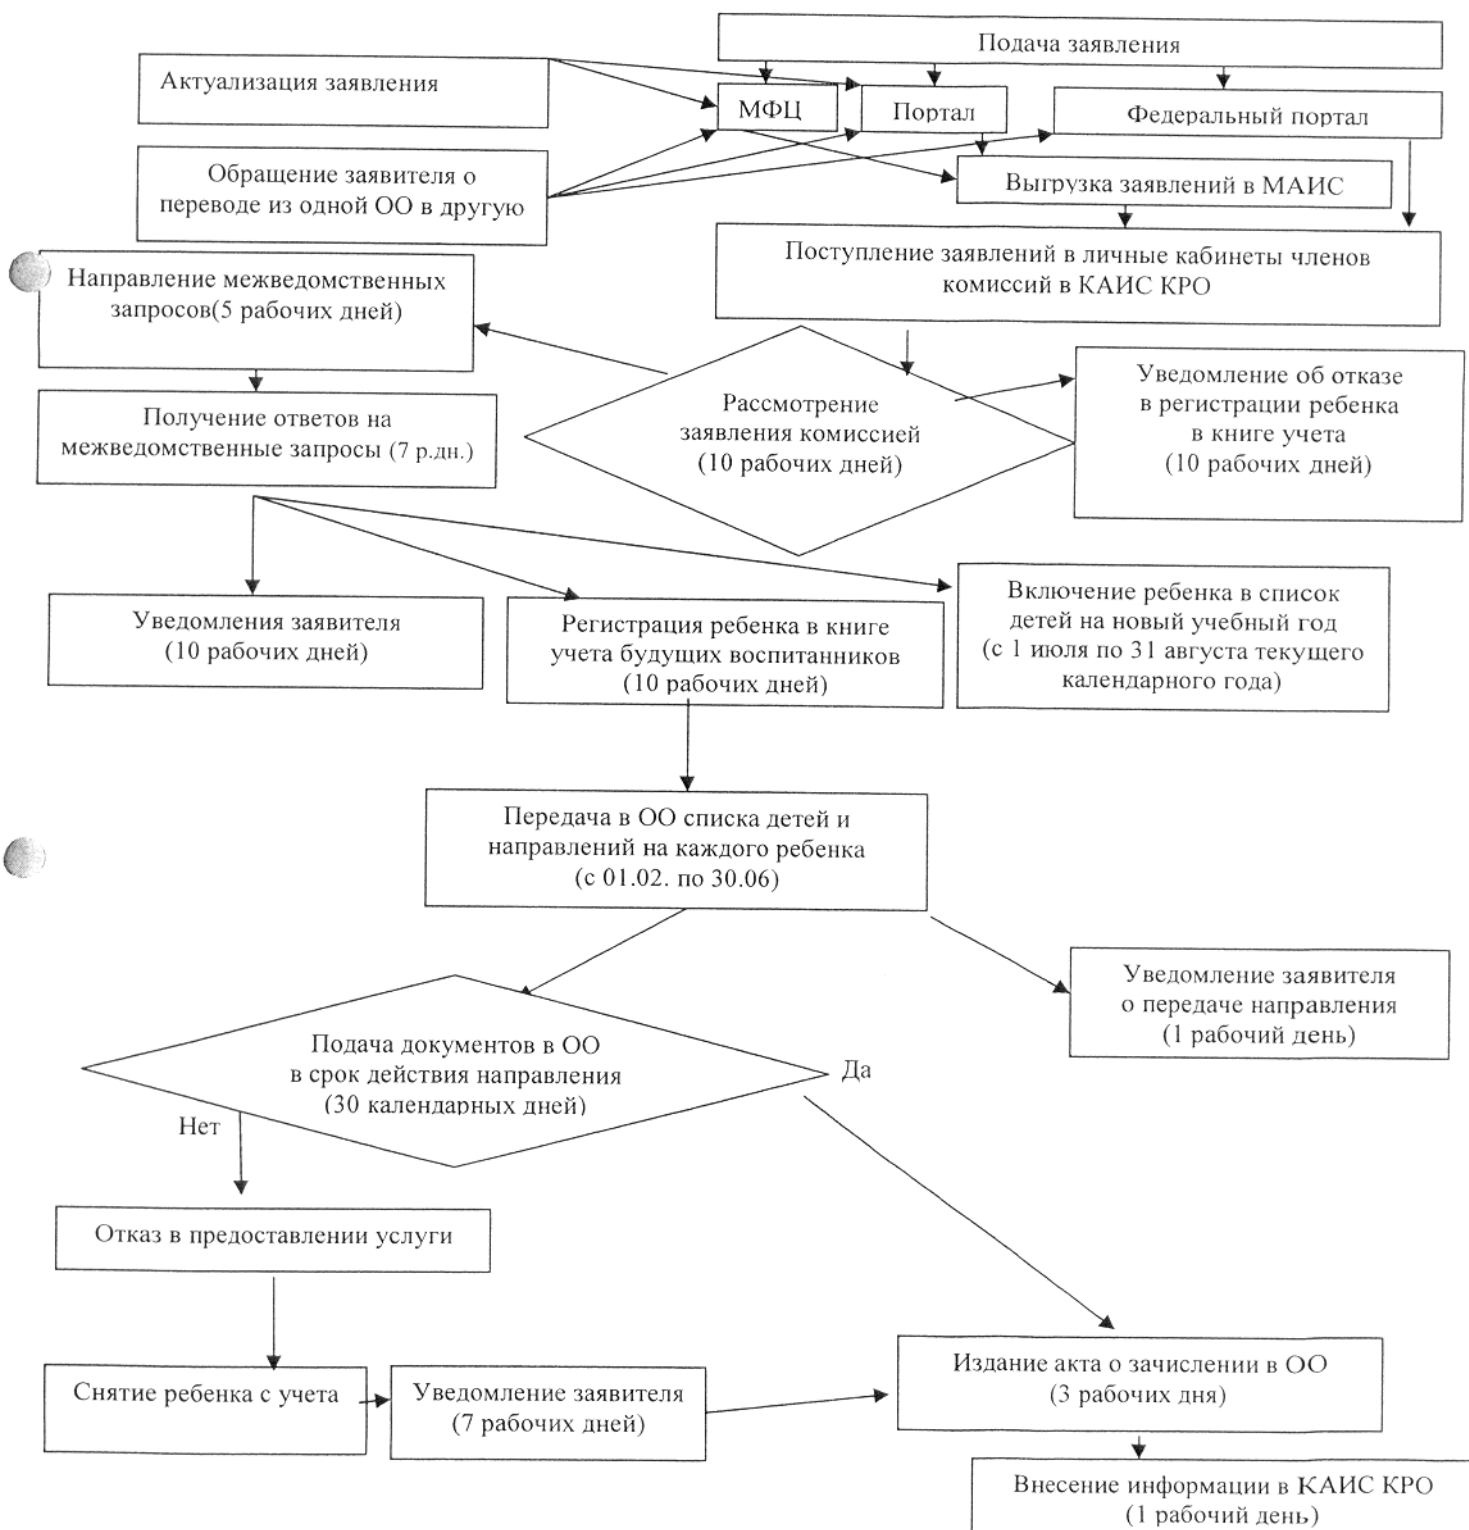 Подача заявления
Актуализация заявления
МФЦ
Портал
Федеральный портал
Обращение заявителя о
переводе из одной ОО в другую
Выгрузка заявлений в МАИС
Поступление заявлений в личные кабинеты членов
комиссий в КАИС КРО
Направление межведомственных
запросов(5 рабочих дней)
Рассмотрение
заявления комиссией
(10 рабочих дней)
Уведомление об отказе
в регистрации ребенка
в книге учета
(10 рабочих дней)
Получение ответов на
межведомственные запросы (7 р.дн.)
Уведомления заявителя
(10 рабочих дней)
Регистрация ребенка в книге
учета будущих воспитанников
(10 рабочих дней)
Включение ребенка в список
детей на новый учебный год
(с 1 июля по 31 августа текущего
календарного года)
Передача в ОО списка детей и
направлений на каждого ребенка
(с 01.02. по 30.06)
Уведомление заявителя
о передаче направления
(1 рабочий день)
Подача документов в ОО
в срок действия направления
(30 календарных дней)
Да
Нет
Отказ в предоставлении услуги
Снятие ребенка с учета
Уведомление заявителя
(7 рабочих дней)
Издание акта о зачислении в ОО
(3 рабочих дня)
Внесение информации в КАИС КРО
(1 рабочий день)